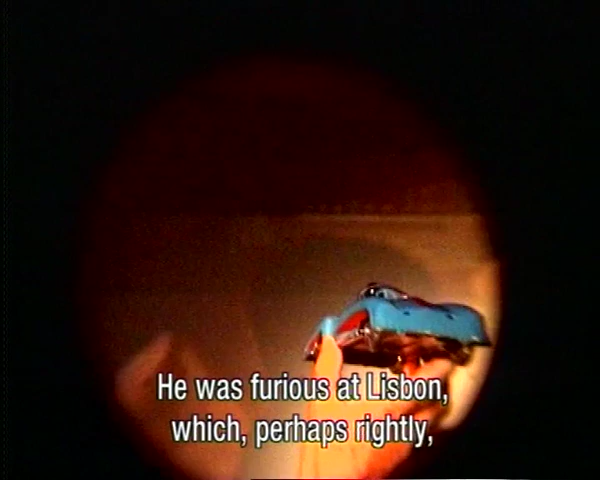 He was furious at Lisbon,
which, perhaps rightly,